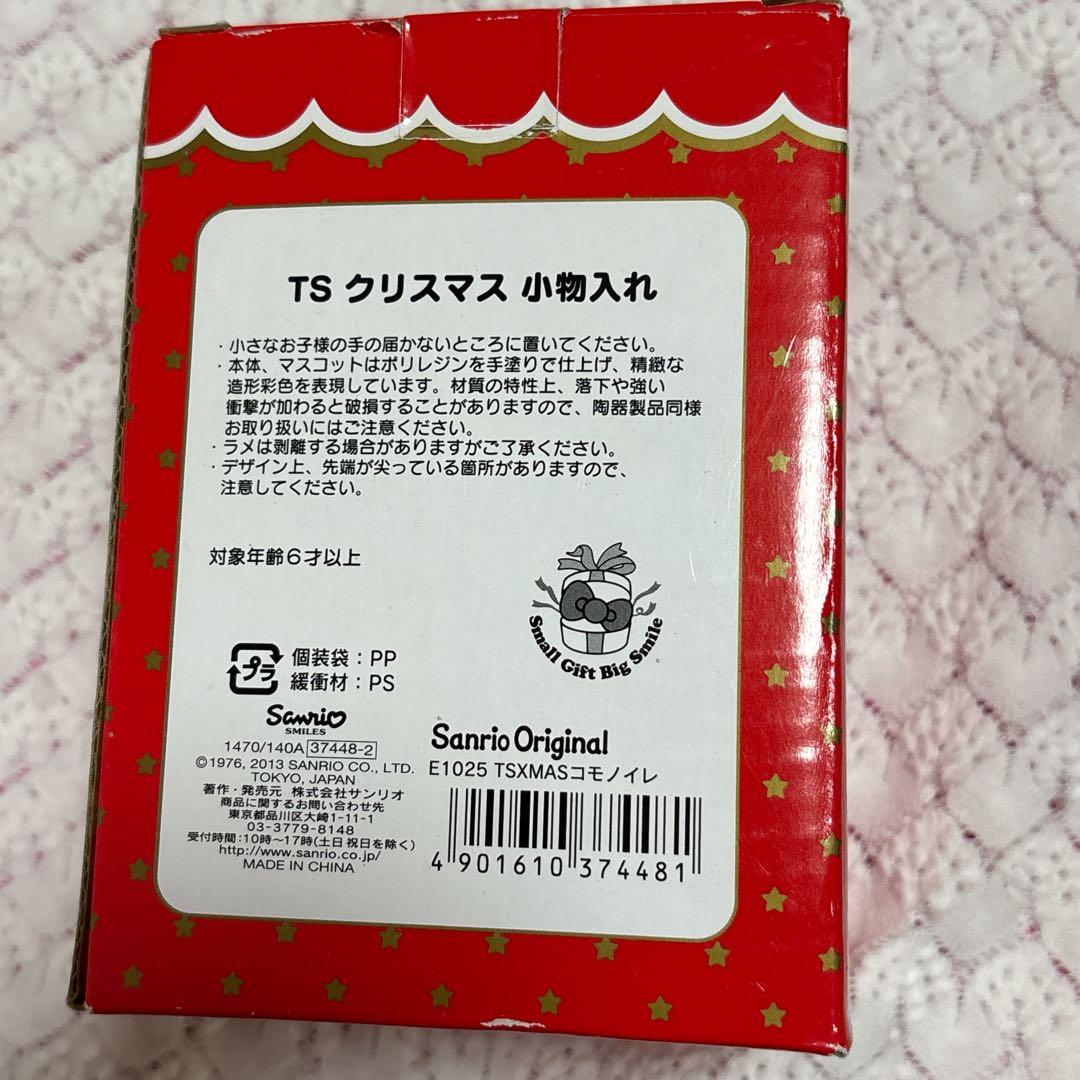 TS クリスマス 小物入れ
・小さなお子様の手の届かないところに置いてください。
・本体、マスコットはポリレジンを手塗りで仕上げ、精緻な
造形彩色を表現しています。材質の特性上、落下や強い
衝撃が加わると破損することがありますので、陶器製品同様
お取り扱いにはご注意ください。
・ラメは剥離する場合がありますがご了承ください。
・デザイン上、先端が尖っている箇所がありますので、
注意してください。
対象年齢6才以上
Small Gift Big Smile
プラ
個装袋：PP
緩衝材：PS
Sanrio
SMILES
1470/140A 37448-2
©1976, 2013 SANRIO CO., LTD.
TOKYO, JAPAN
著作・発売元 株式会社サンリオ
商品に関するお問い合わせ先
東京都品川区大崎1-11-1
03-3779-8148
受付時間：10時〜17時(土日祝日を除く)
http://www.sanrio.co.jp/
MADE IN CHINA
Sanrio Original
E1025 TSXMASコモノイレ
4 901610 374481